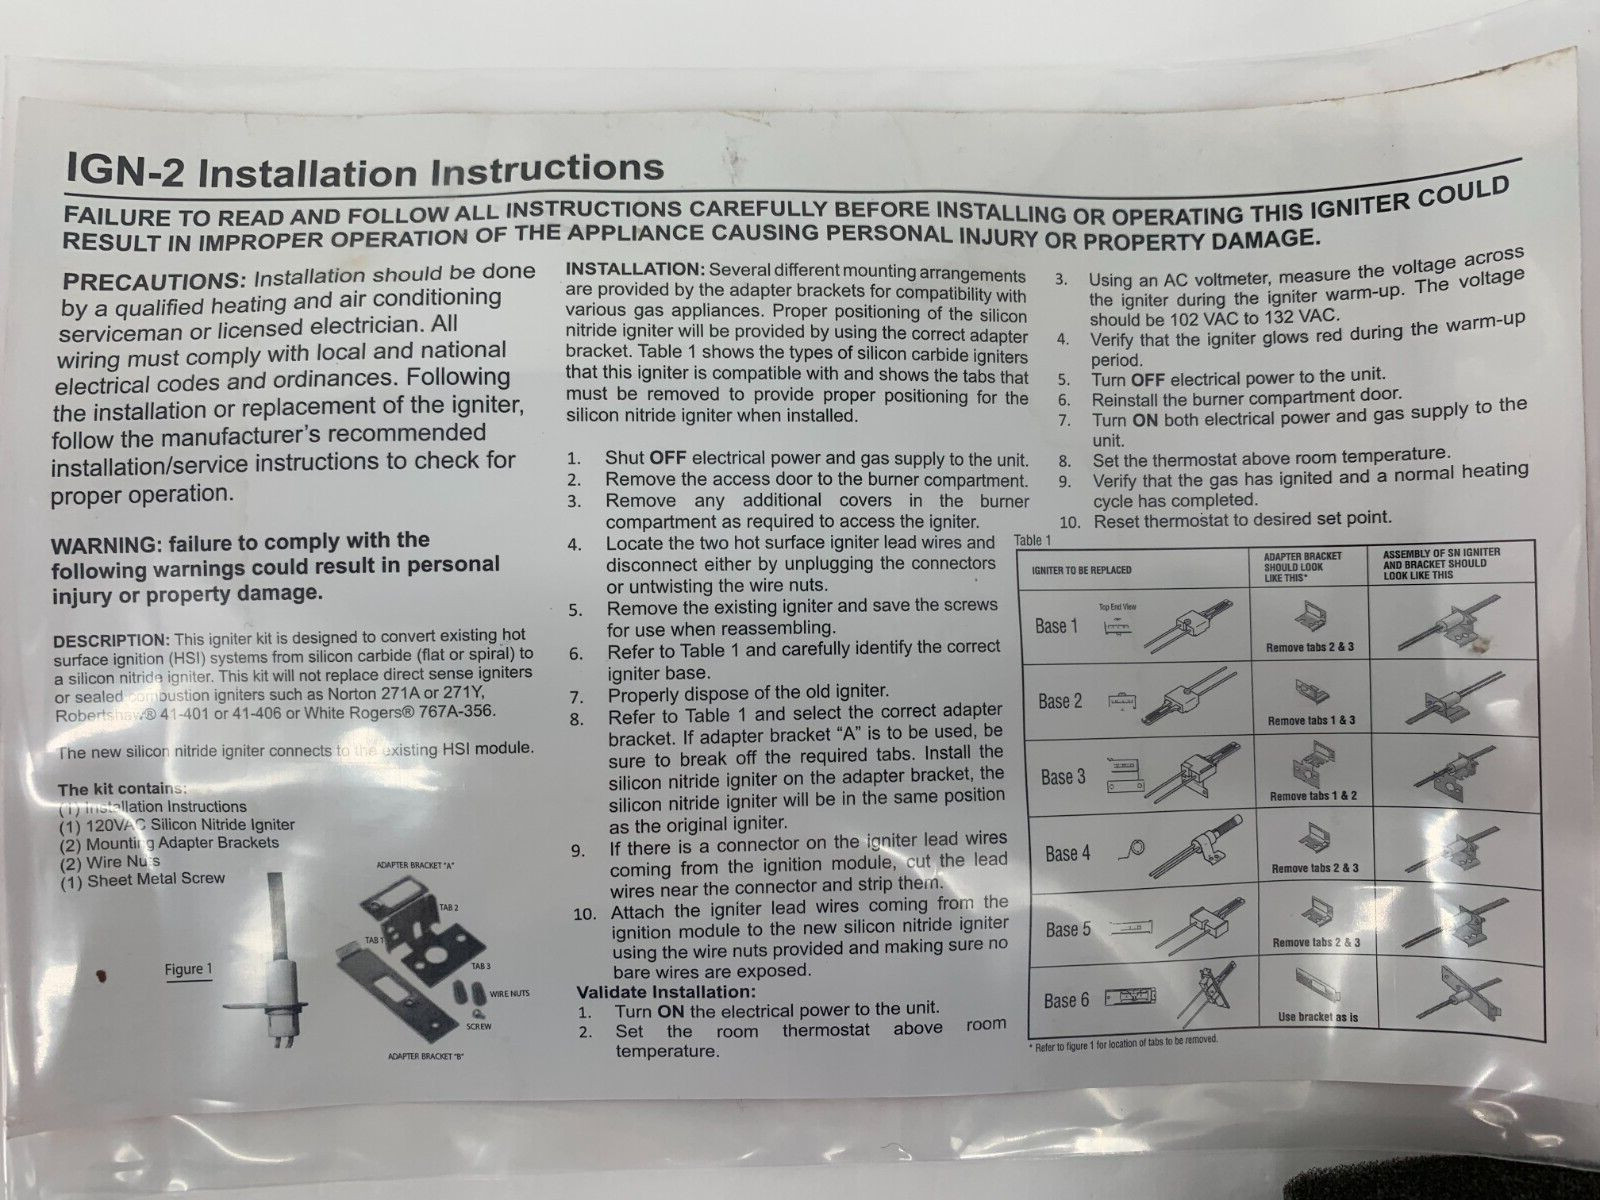 IGN-2 Installation Instructions
FAILURE TO READ AND FOLLOW ALL INSTRUCTIONS CAREFULLY BEFORE INSTALLING OR OPERATING THIS IGNITER COULD
RESULT IN IMPROPER OPERATION OF THE APPLIANCE CAUSING PERSONAL INJURY OR PROPERTY DAMAGE.
PRECAUTIONS: Installation should be done
by a qualified heating and air conditioning
serviceman or licensed electrician. All
wiring must comply with local and national
electrical codes and ordinances. Following
the installation or replacement of the igniter,
follow the manufacturer's recommended
installation/service instructions to check for
proper operation.
WARNING: failure to comply with the
following warnings could result in personal
injury or property damage.
DESCRIPTION: This igniter kit is designed to convert existing hot
surface ignition (HSI) systems from silicon carbide (flat or spiral) to
a silicon nitride igniter. This kit will not replace direct sense igniters
or sealed combustion igniters such as Norton 271A or 271Y,
Robertshaw® 41-401 or 41-406 or White Rogers® 767A-356.
The new silicon nitride igniter connects to the existing HSI module.
The kit contains:
(1) Installation Instructions
(1) 120VAC Silicon Nitride Igniter
(2) Mounting Adapter Brackets
(2) Wire Nuts
(1) Sheet Metal Screw
Figure 1
ADAPTER BRACKET "A"
TAB 2
TAB 1
TAB 3
WIRE NUTS
SCREW
ADAPTER BRACKET "B"
INSTALLATION: Several different mounting arrangements
are provided by the adapter brackets for compatibility with
various gas appliances. Proper positioning of the silicon
nitride igniter will be provided by using the correct adapter
bracket. Table 1 shows the types of silicon carbide igniters
that this igniter is compatible with and shows the tabs that
must be removed to provide proper positioning for the
silicon nitride igniter when installed.
1. Shut OFF electrical power and gas supply to the unit.
2. Remove the access door to the burner compartment.
3. Remove any additional covers in the burner
compartment as required to access the igniter.
4. Locate the two hot surface igniter lead wires and
disconnect either by unplugging the connectors
or untwisting the wire nuts.
5. Remove the existing igniter and save the screws
for use when reassembling.
6. Refer to Table 1 and carefully identify the correct
igniter base.
7. Properly dispose of the old igniter.
8. Refer to Table 1 and select the correct adapter
bracket. If adapter bracket "A" is to be used, be
sure to break off the required tabs. Install the
silicon nitride igniter on the adapter bracket, the
silicon nitride igniter will be in the same position
as the original igniter.
9. If there is a connector on the igniter lead wires
coming from the ignition module, cut the lead
wires near the connector and strip them.
10. Attach the igniter lead wires coming from the
ignition module to the new silicon nitride igniter
using the wire nuts provided and making sure no
bare wires are exposed.
Validate Installation:
1. Turn ON the electrical power to the unit.
2. Set the room thermostat above room
temperature.
3. Using an AC voltmeter, measure the voltage across
the igniter during the igniter warm-up. The voltage
should be 102 VAC to 132 VAC.
4. Verify that the igniter glows red during the warm-up
period.
5. Turn OFF electrical power to the unit.
6. Reinstall the burner compartment door.
7. Turn ON both electrical power and gas supply to the
unit.
8. Set the thermostat above room temperature.
9. Verify that the gas has ignited and a normal heating
cycle has completed.
10. Reset thermostat to desired set point.
Table 1
IGNITER TO BE REPLACED
ADAPTER BRACKET
SHOULD LOOK
LIKE THIS*
ASSEMBLY OF SN IGNITER
AND BRACKET SHOULD
LOOK LIKE THIS
Base 1
Top End View
Remove tabs 2 & 3
Base 2
Remove tabs 1 & 3
Base 3
Remove tabs 1 & 2
Base 4
Remove tabs 2 & 3
Base 5
Remove tabs 2 & 3
Base 6
Use bracket as is
* Refer to figure 1 for location of tabs to be removed.